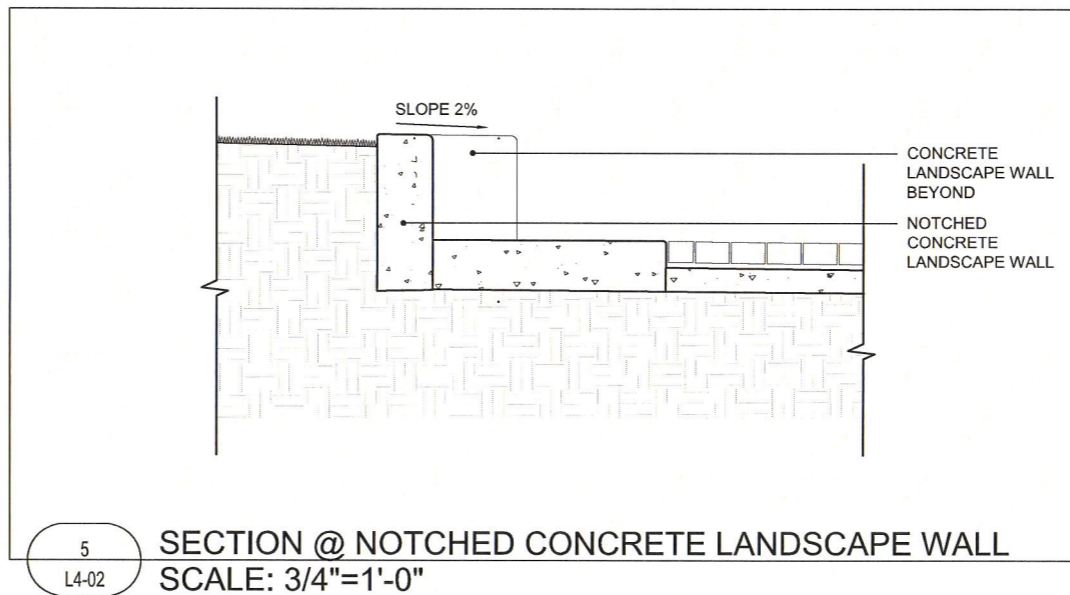 SLOPE 2%
CONCRETE
LANDSCAPE WALL
BEYOND
NOTCHED
CONCRETE
LANDSCAPE WALL
5
L4-02
SECTION @ NOTCHED CONCRETE LANDSCAPE WALL
SCALE: 3/4"=1'-0"